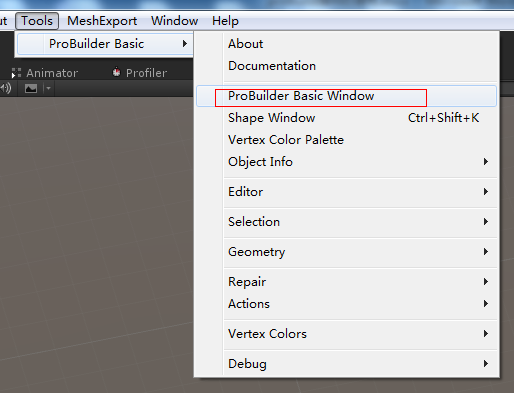 ut Tools MeshExport Window Help
ProBuilder Basic
Animator Profiler
About
Documentation
ProBuilder Basic Window
Shape Window Ctrl+Shift+K
Vertex Color Palette
Object Info
Editor
Selection
Geometry
Repair
Actions
Vertex Colors
Debug